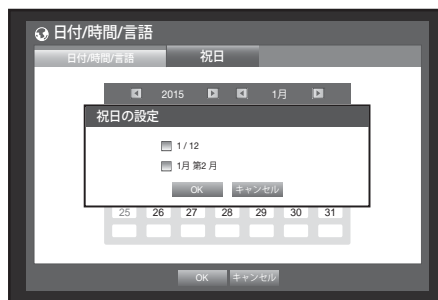 日付/時間/言語
日付/時間/言語 祝日
2015 1月
祝日の設定
1 / 12
1月 第2 月
OK キャンセル
25 26 27 28 29 30 31
OK キャンセル